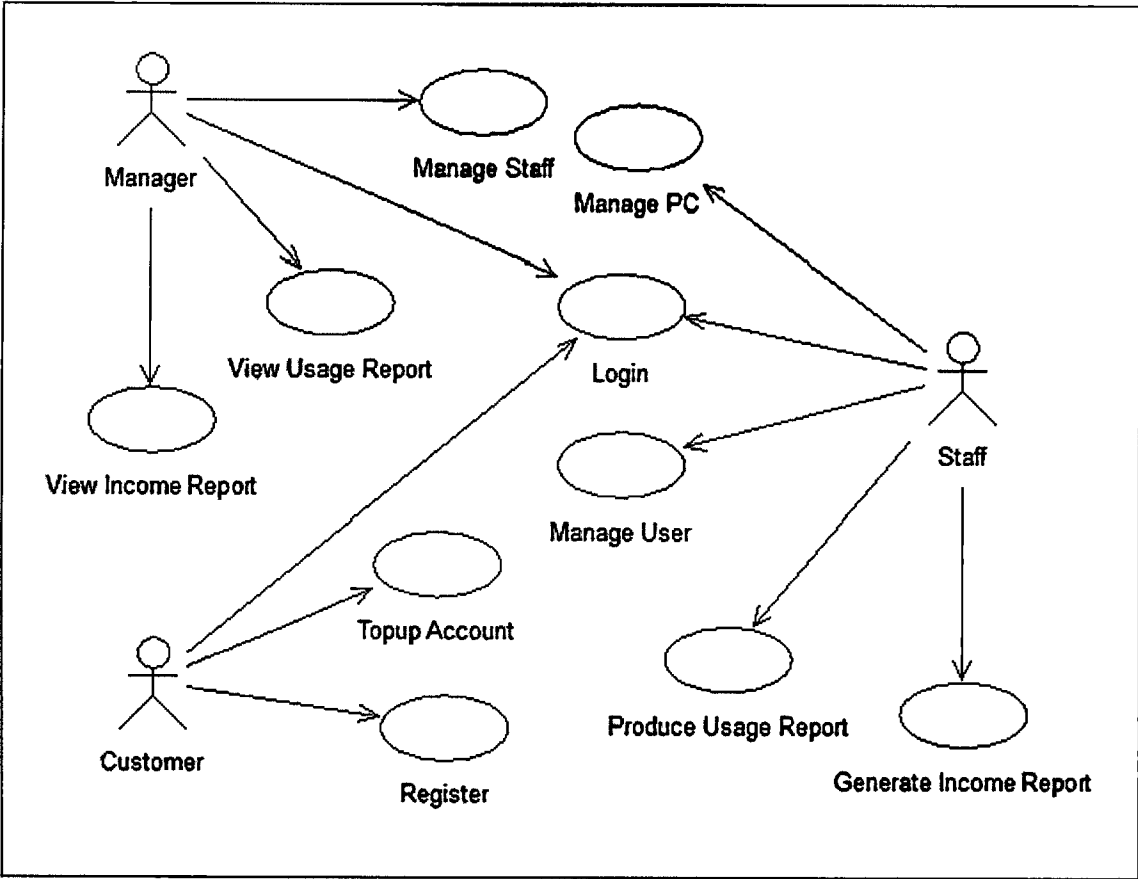 Manager
Manage Staff
Manage PC
View Usage Report
Login
View Income Report
Staff
Manage User
Topup Account
Customer
Register
Produce Usage Report
Generate Income Report